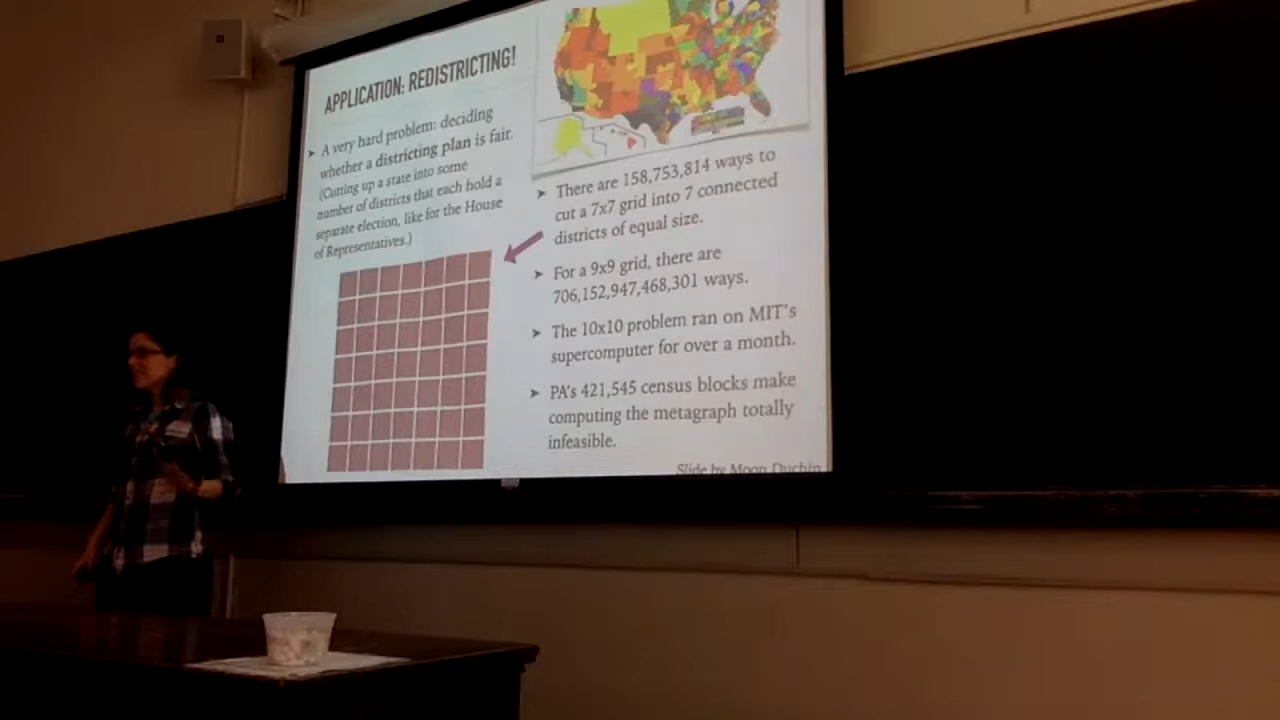 APPLICATION: REDISTRICTING!
➤ A very hard problem: deciding
whether a districting plan is fair.
(Cutting up a state into some
number of districts that each hold a
separate election, like for the House
of Representatives.)
➤ There are 158,753,814 ways to
cut a 7x7 grid into 7 connected
districts of equal size.
➤ For a 9x9 grid, there are
706,152,947,468,301 ways.
➤ The 10x10 problem ran on MIT's
supercomputer for over a month.
➤ PA's 421,545 census blocks make
computing the metagraph totally
infeasible.
Slide by Moon Duchin